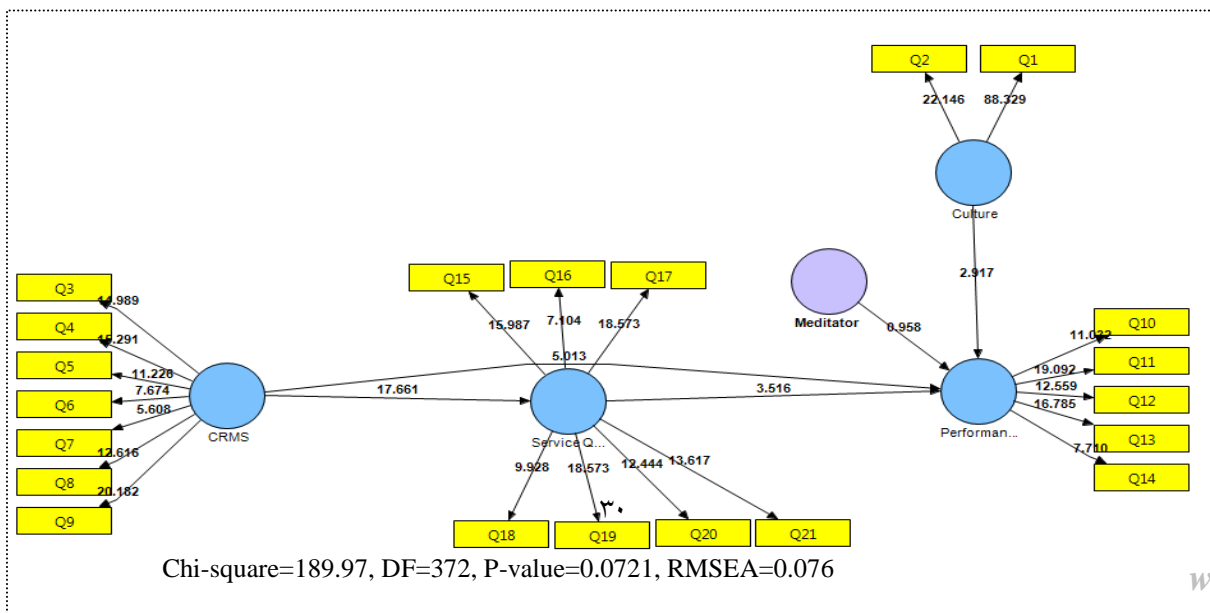 Q2
Q1
22.146
88.329
Culture
2.917
Meditator
0.958
Q15
Q16
Q17
15.987
7.104
18.573
Q3
Q4
Q5
Q6
Q7
Q8
Q9
15.291
11.226
7.674
5.608
12.616
20.182
CRMS
17.661
5.013
3.516
Service Q...
9.928
18.573
12.444
13.617
۳۰
Q18
Q19
Q20
Q21
Performan...
11.032
19.092
12.559
16.785
7.710
Q10
Q11
Q12
Q13
Q14
Chi-square=189.97, DF=372, P-value=0.0721, RMSEA=0.076
w